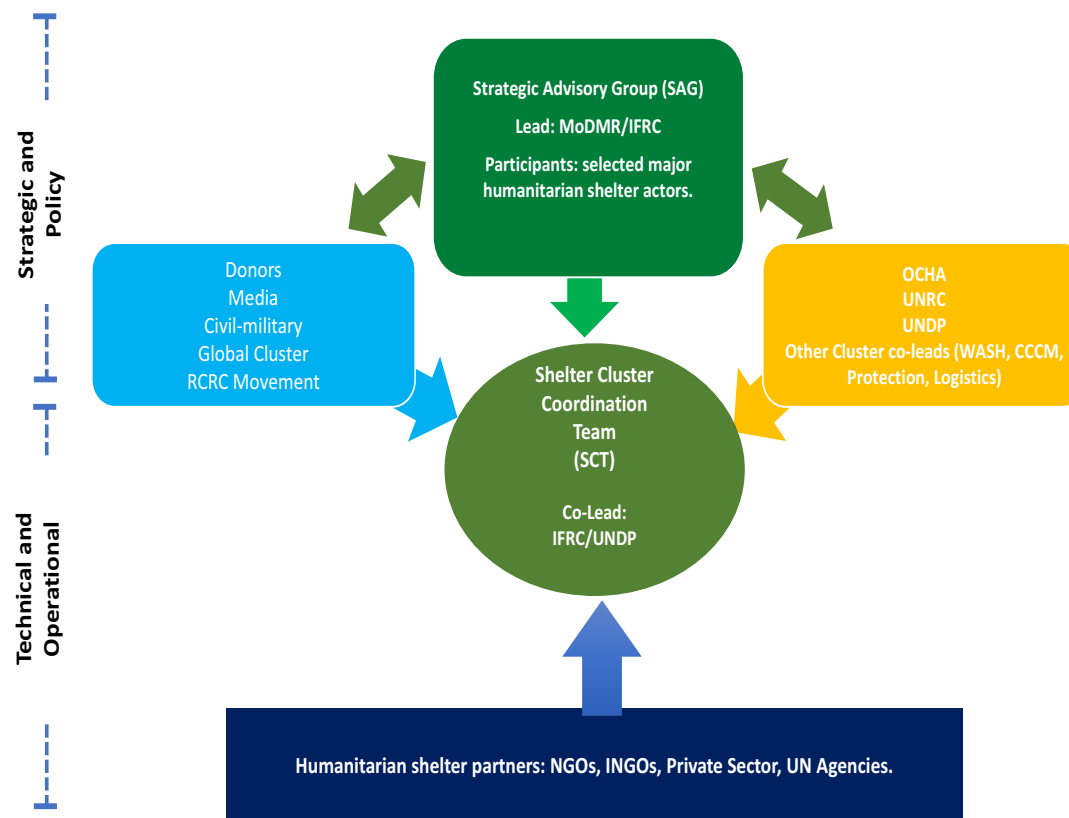 Strategic and
Policy
Technical and
Operational
Strategic Advisory Group (SAG)
Lead: MoDMR/IFRC
Participants: selected major
humanitarian shelter actors.
Donors
Media
Civil-military
Global Cluster
RCRC Movement
OCHA
UNRC
UNDP
Other Cluster co-leads (WASH, CCCM,
Protection, Logistics)
Shelter Cluster
Coordination
Team
(SCT)
Co-Lead:
IFRC/UNDP
Humanitarian shelter partners: NGOs, INGOs, Private Sector, UN Agencies.